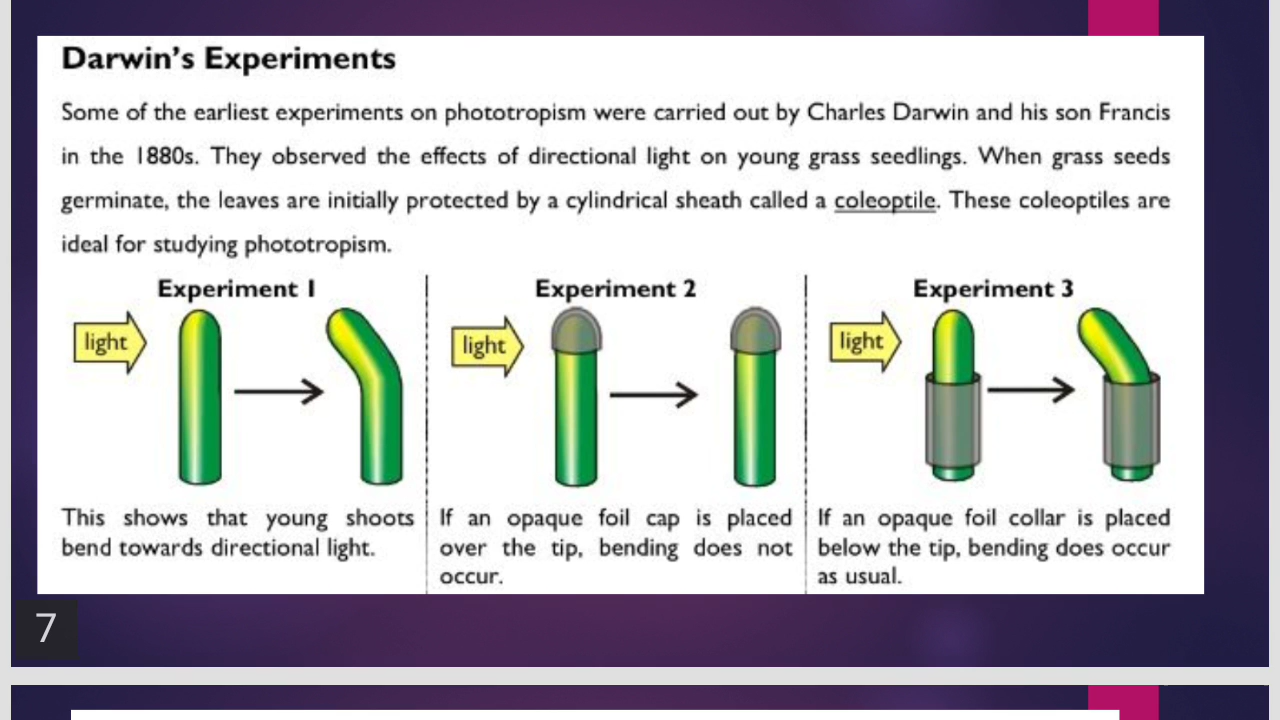 Darwin's Experiments
Some of the earliest experiments on phototropism were carried out by Charles Darwin and his son Francis
in the 1880s. They observed the effects of directional light on young grass seedlings. When grass seeds
germinate, the leaves are initially protected by a cylindrical sheath called a coleoptile. These coleoptiles are
ideal for studying phototropism.
Experiment 1
light
This shows that young shoots
bend towards directional light.
Experiment 2
light
If an opaque foil cap is placed
over the tip, bending does not
occur.
Experiment 3
light
If an opaque foil collar is placed
below the tip, bending does occur
as usual.
7